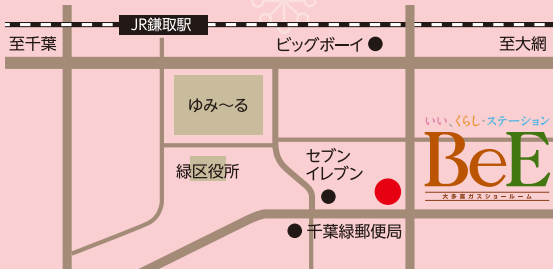 JR鎌取駅
至千葉
ビッグボーイ
至大網
ゆみ〜る
いい、くらし・ステーション
BeE
大多喜ガスショールーム
セブン
イレブン
緑区役所
千葉緑郵便局